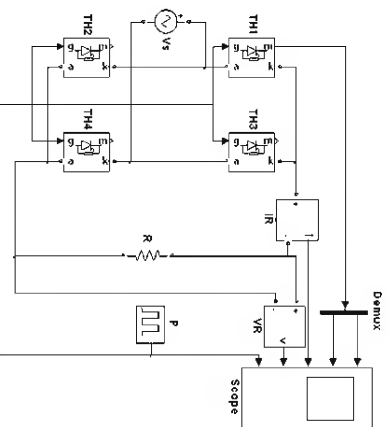 TH2
Vs
TH1
g m
a k
g m
a k
TH4
TH3
g m
a k
g m
a k
IR
+
-
i
R
Demux
P
VR
+
-
v
Scope